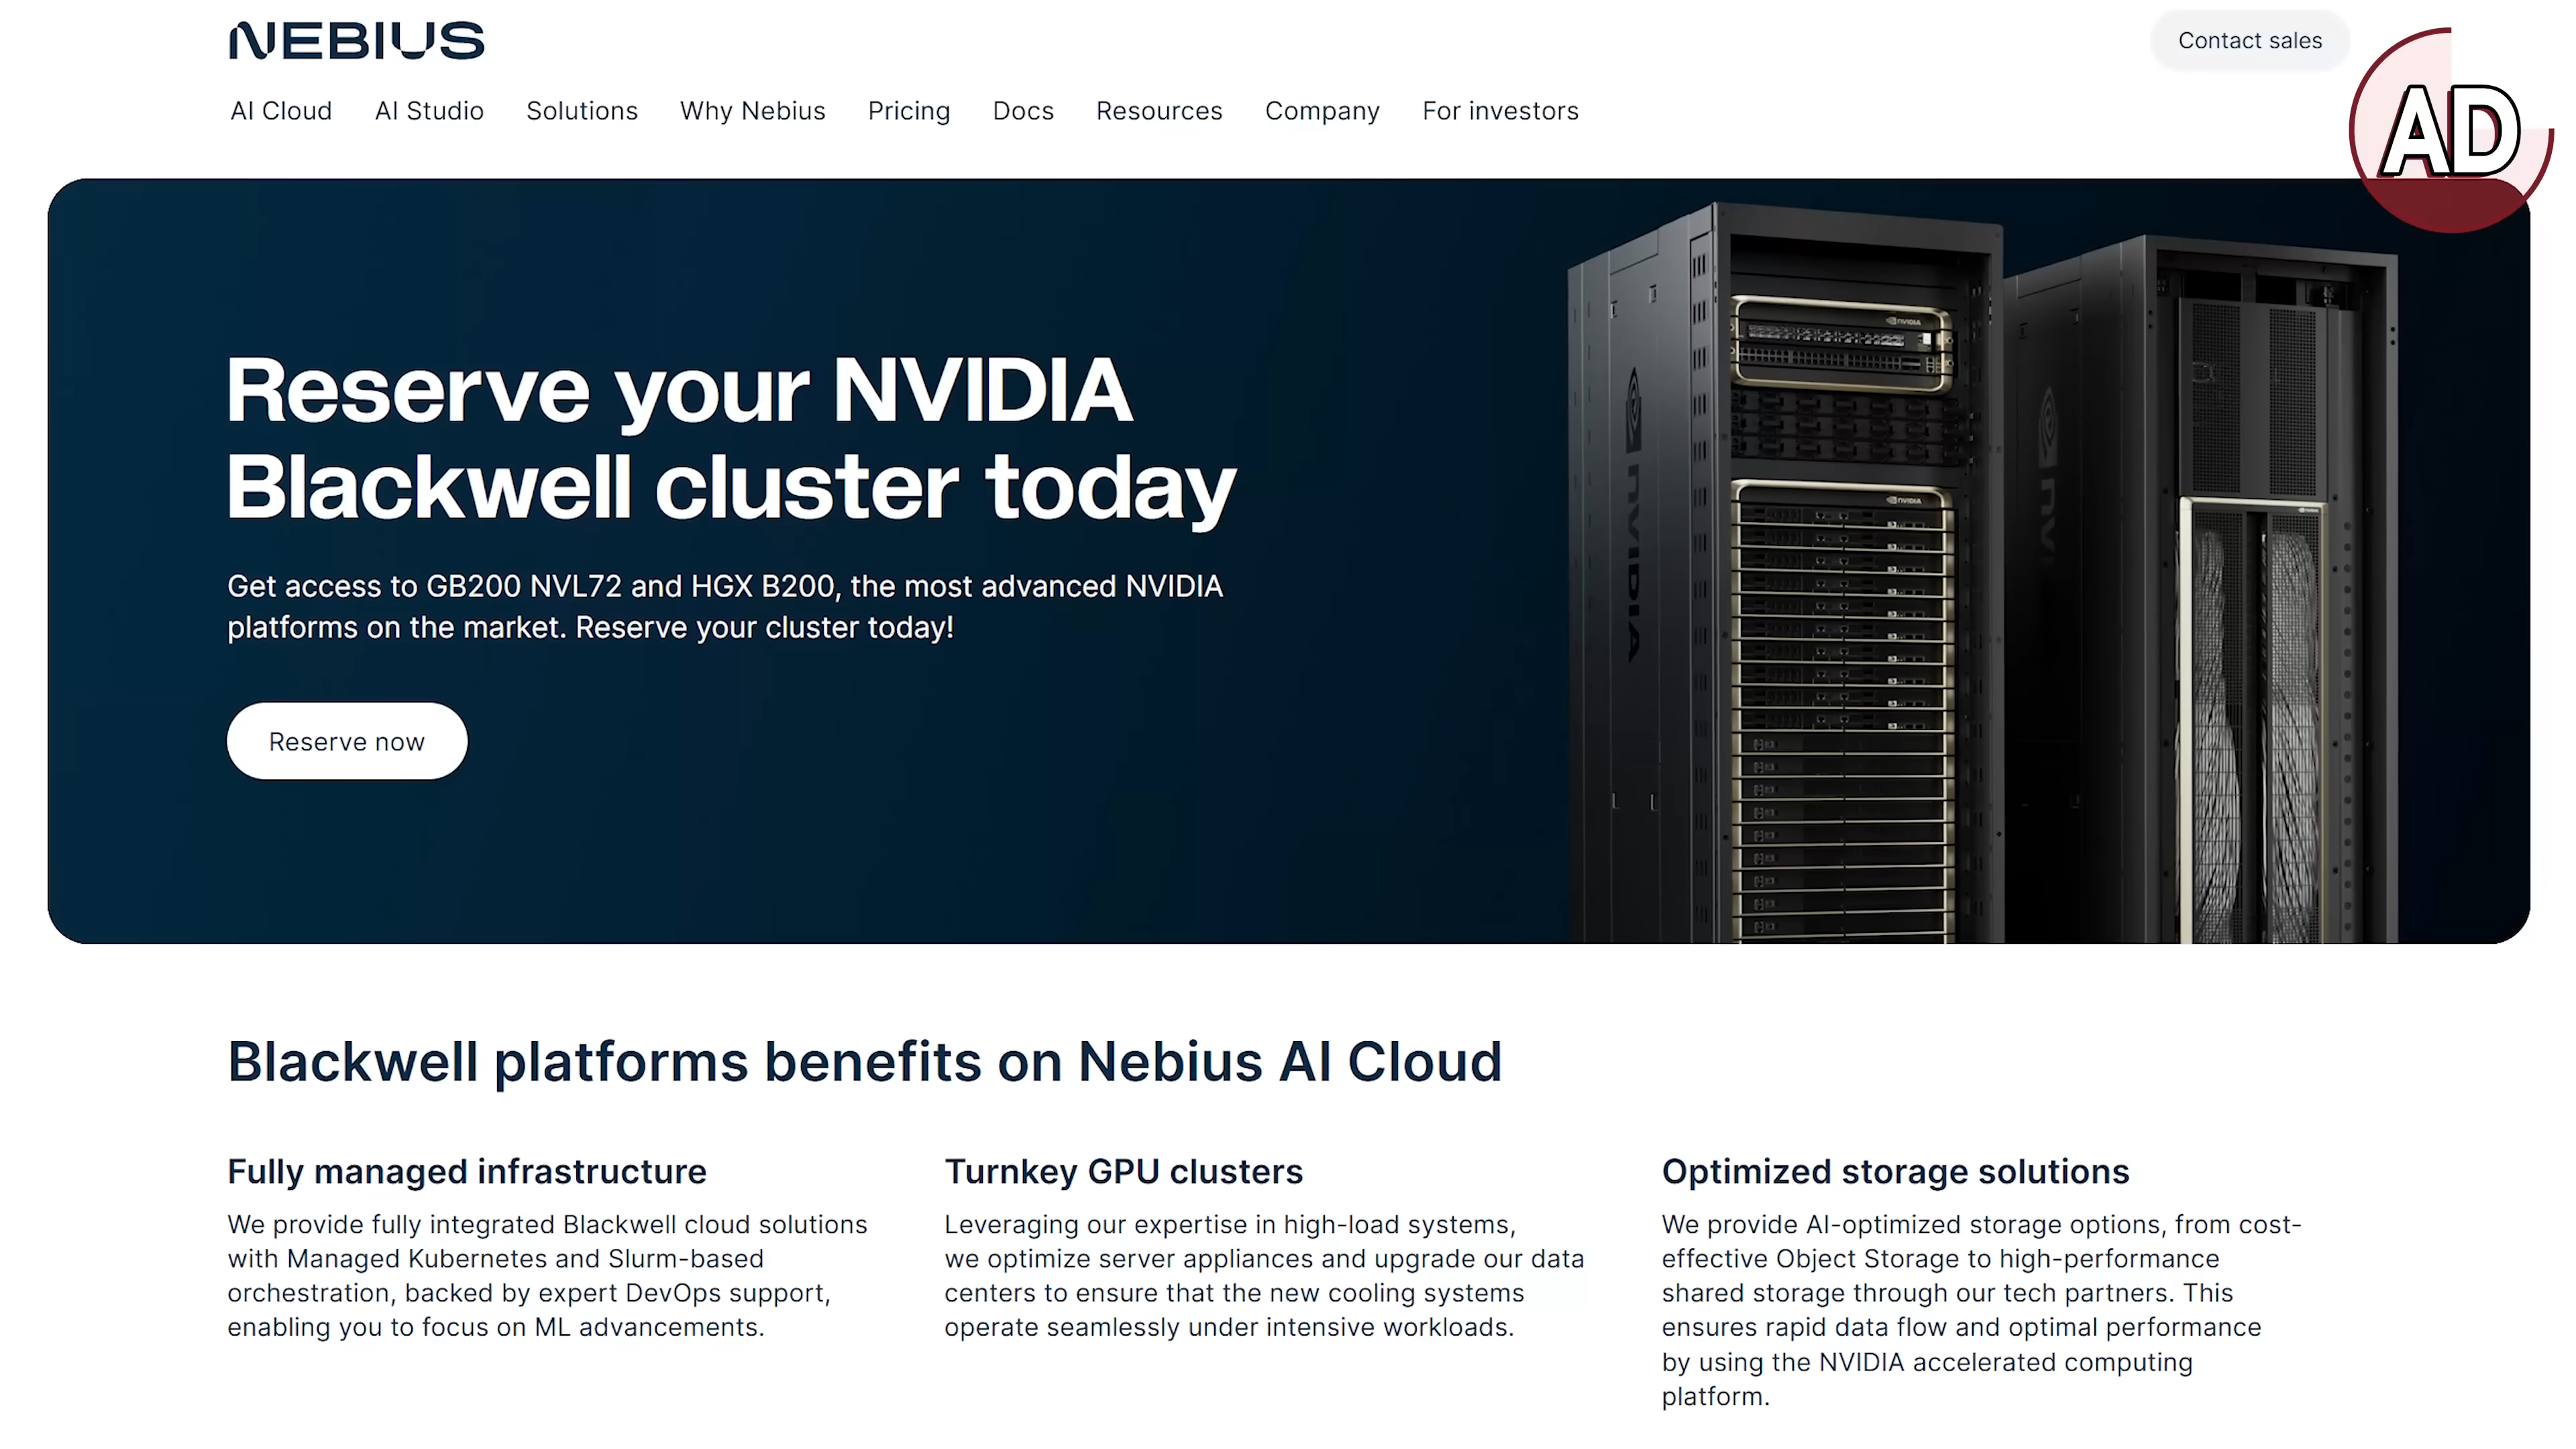 NEBIUS
Contact sales
AI Cloud AI Studio Solutions Why Nebius Pricing Docs Resources Company For investors
AD
Reserve your NVIDIA
Blackwell cluster today
Get access to GB200 NVL72 and HGX B200, the most advanced NVIDIA
platforms on the market. Reserve your cluster today!
Reserve now
NVIDIA
NVIDIA
NVIDIA
NVI
Blackwell platforms benefits on Nebius AI Cloud
Fully managed infrastructure
We provide fully integrated Blackwell cloud solutions
with Managed Kubernetes and Slurm-based
orchestration, backed by expert DevOps support,
enabling you to focus on ML advancements.
Turnkey GPU clusters
Leveraging our expertise in high-load systems,
we optimize server appliances and upgrade our data
centers to ensure that the new cooling systems
operate seamlessly under intensive workloads.
Optimized storage solutions
We provide AI-optimized storage options, from cost-
effective Object Storage to high-performance
shared storage through our tech partners. This
ensures rapid data flow and optimal performance
by using the NVIDIA accelerated computing
platform.